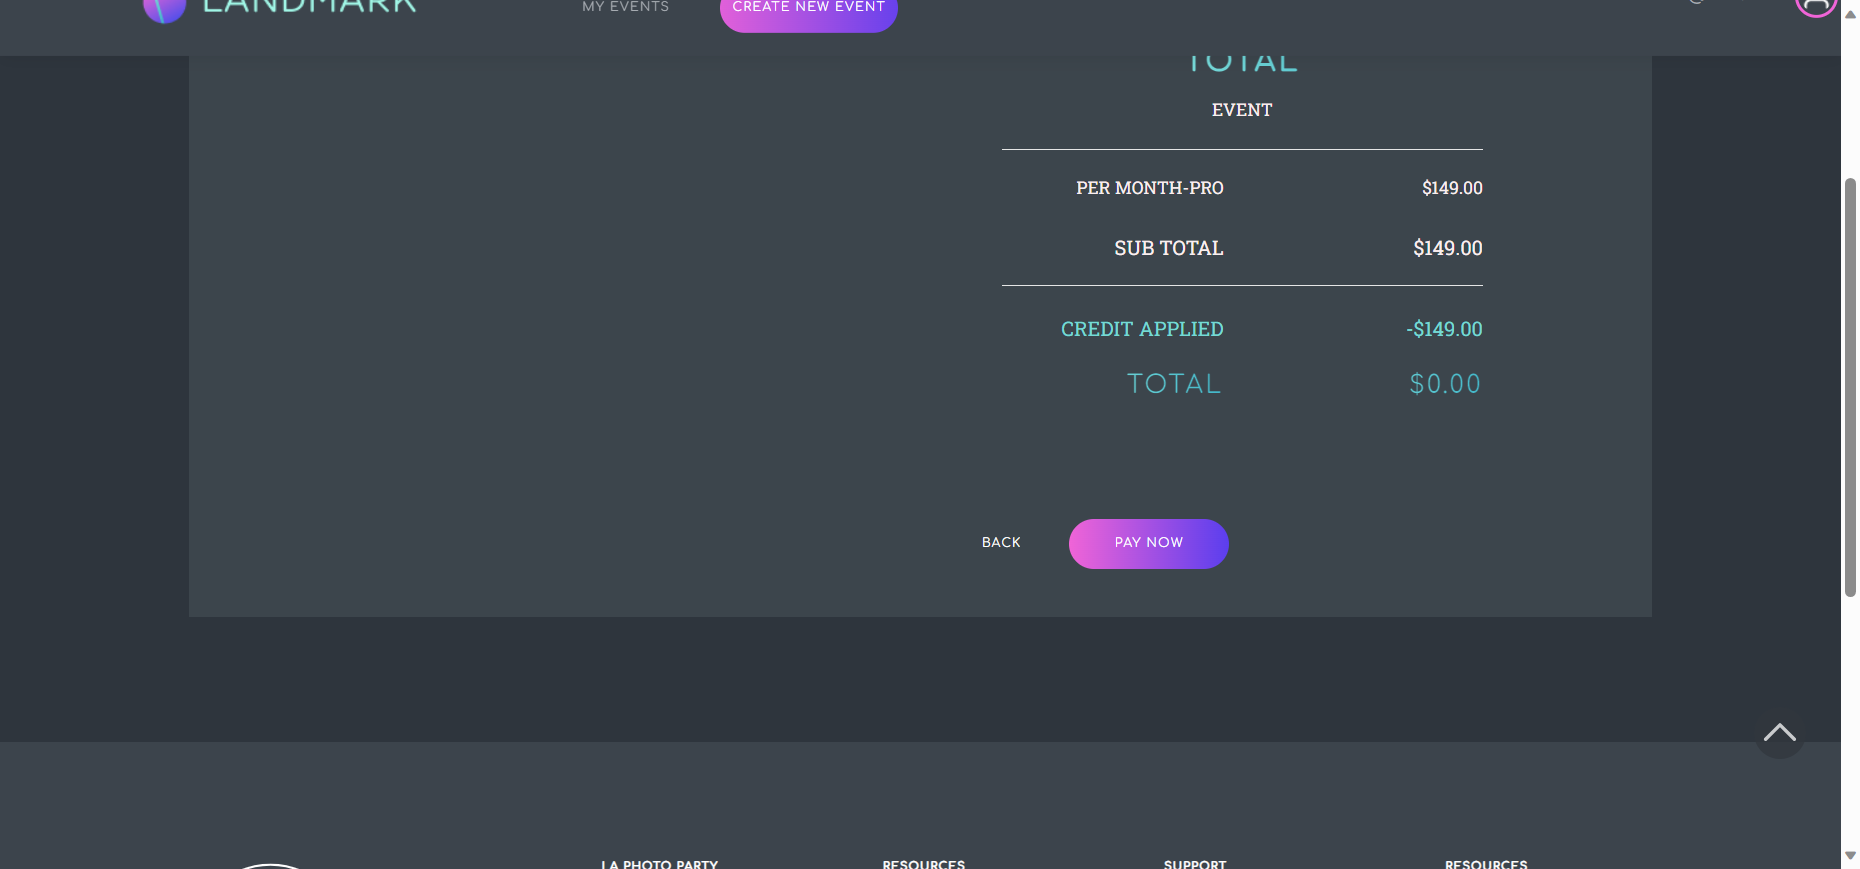 LANDMARK
MY EVENTS
CREATE NEW EVENT
TOTAL
EVENT
PER MONTH-PRO $149.00
SUB TOTAL $149.00
CREDIT APPLIED -$149.00
TOTAL $0.00
BACK
PAY NOW
LA PHOTO PARTY
RESOURCES
SUPPORT
RESOURCES